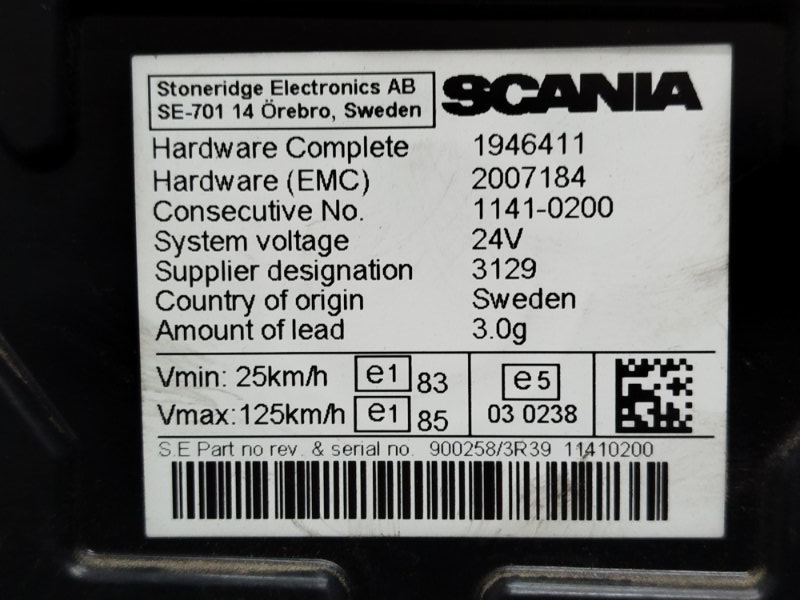 Stoneridge Electronics AB
SE-701 14 Örebro, Sweden
SCANIA
Hardware Complete 1946411
Hardware (EMC) 2007184
Consecutive No. 1141-0200
System voltage 24V
Supplier designation 3129
Country of origin Sweden
Amount of lead 3.0g
Vmin: 25km/h e1 83
Vmax: 125km/h e1 85
e5
03 0238
S.E Part no rev. & serial no. 900258/3R39 11410200